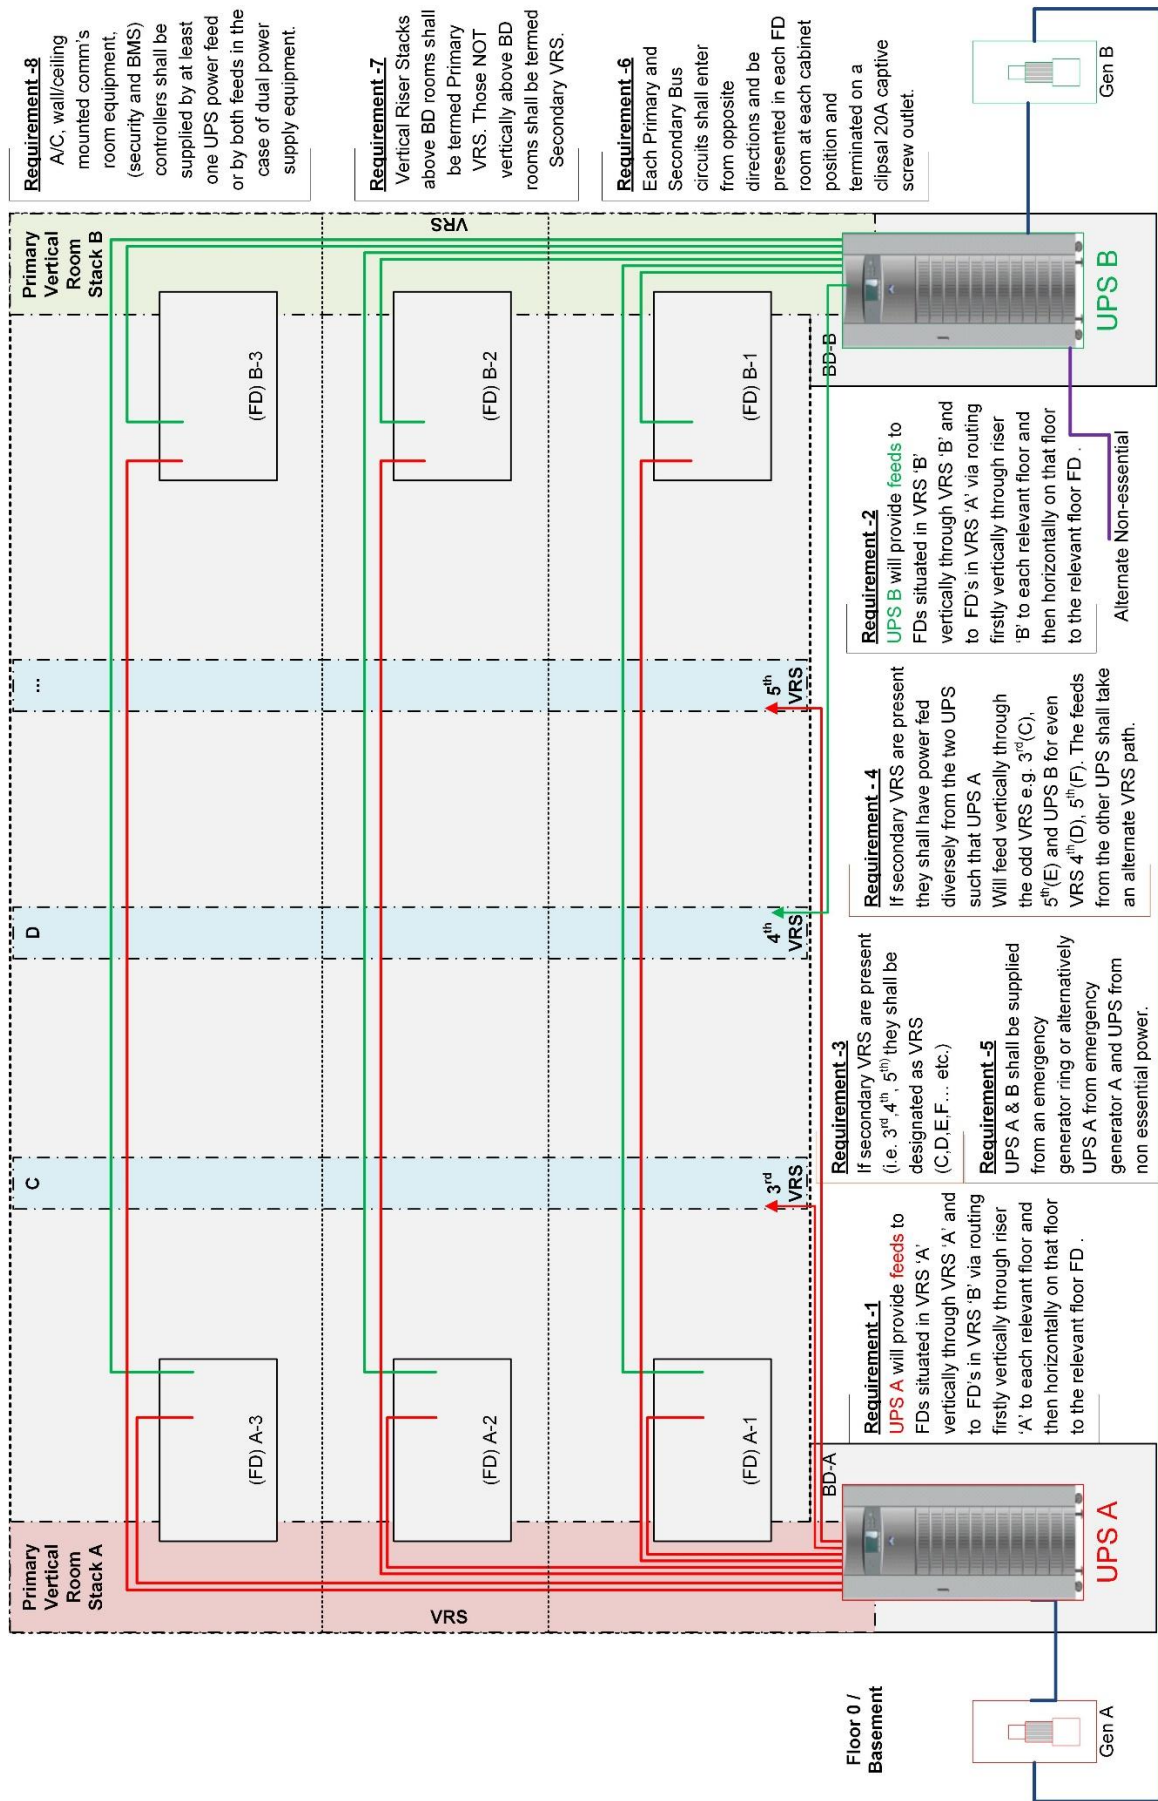 Primary
Vertical
Room
Stack A
C
D
...
Primary
Vertical
Room
Stack B
(FD) A-3
(FD) B-3
(FD) A-2
(FD) B-2
(FD) A-1
(FD) B-1
VRS
VRS
3rd
VRS
4th
VRS
5th
VRS
Requirement -8
A/C, wall/ceiling
mounted comm's
room equipment,
(security and BMS)
controllers shall be
supplied by at least
one UPS power feed
or by both feeds in the
case of dual power
supply equipment.
Requirement -7
Vertical Riser Stacks
above BD rooms shall
be termed Primary
VRS. Those NOT
vertically above BD
rooms shall be termed
Secondary VRS.
Requirement -6
Each Primary and
Secondary Bus
circuits shall enter
from opposite
directions and be
presented in each FD
room at each cabinet
position and
terminated on a
clipsal 20A captive
screw outlet.
Floor 0 /
Basement
BD-A
UPS A
Gen A
Requirement -1
UPS A will provide feeds to
FDs situated in VRS 'A'
vertically through VRS 'A' and
to FD's in VRS 'B' via routing
firstly vertically through riser
'A' to each relevant floor and
then horizontally on that floor
to the relevant floor FD .
Requirement -3
If secondary VRS are present
(i.e. 3rd,4th, 5th) they shall be
designated as VRS
(C,D,E,F... etc.)
Requirement -5
UPS A & B shall be supplied
from an emergency
generator ring or alternatively
UPS A from emergency
generator A and UPS from
non essential power.
Requirement - 4
If secondary VRS are present
they shall have power fed
diversely from the two UPS
such that UPS A
Will feed vertically through
the odd VRS e.g. 3rd(C),
5th(E) and UPS B for even
VRS 4th(D), 5th(F). The feeds
from the other UPS shall take
an alternate VRS path.
Requirement -2
UPS B will provide feeds to
FDs situated in VRS 'B'
vertically through VRS 'B' and
to FD's in VRS 'A' via routing
firstly vertically through riser
'B' to each relevant floor and
then horizontally on that floor
to the relevant floor FD .
Alternate Non-essential
BD-B
UPS B
Gen B